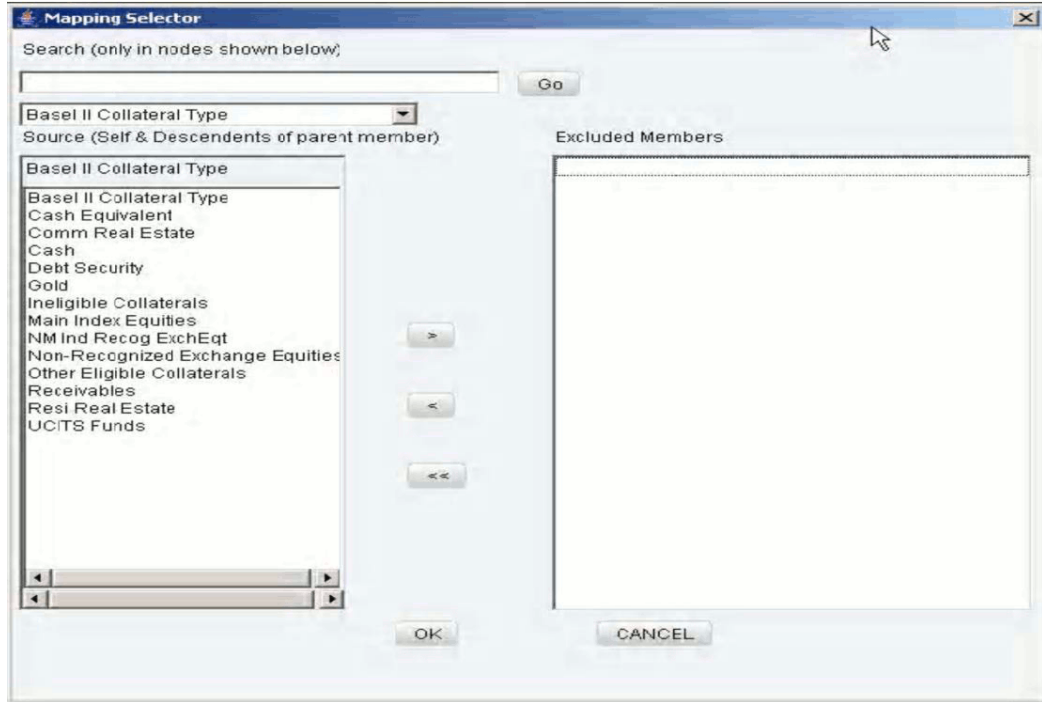 Mapping Selector
Search (only in nodes shown below)
Go
Basel II Collateral Type
Source (Self & Descendents of parent member)
Excluded Members
Basel II Collateral Type
Basel II Collateral Type
Cash Equivalent
Comm Real Estate
Cash
Debt Security
Gold
Ineligible Collaterals
Main Index Equities
NM Ind Recog ExchEqt
Non-Recognized Exchange Equities
Other Eligible Collaterals
Receivables
Resi Real Estate
UCITS Funds
>
<
<<
OK
CANCEL